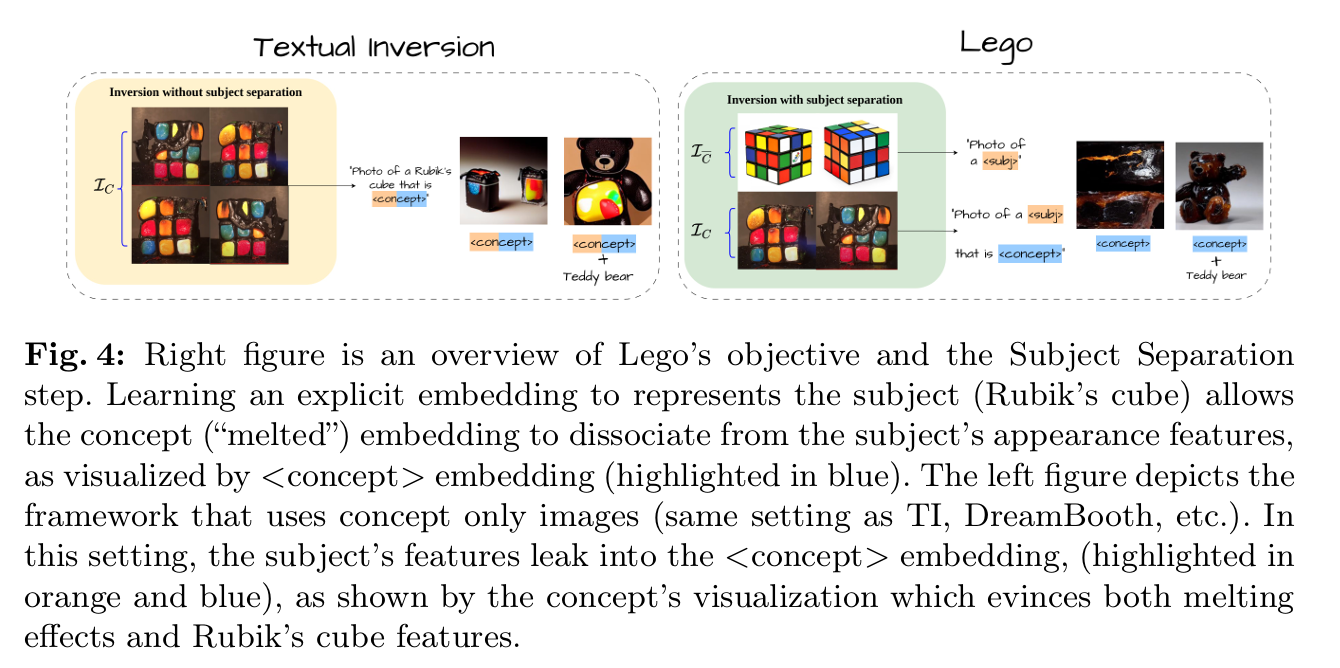 Textual Inversion
Inversion without subject separation
I_C
"Photo of a Rubik's
cube that is
<concept>"
<concept>
<concept>
+
Teddy bear
Lego
Inversion with subject separation
I_C̅
I_C
"Photo of
a <subj>"
"Photo of a <subj>
that is <concept>"
<concept>
<concept>
+
Teddy bear
Fig. 4: Right figure is an overview of Lego's objective and the Subject Separation
step. Learning an explicit embedding to represents the subject (Rubik's cube) allows
the concept (“melted”) embedding to dissociate from the subject's appearance features,
as visualized by <concept> embedding (highlighted in blue). The left figure depicts the
framework that uses concept only images (same setting as TI, DreamBooth, etc.). In
this setting, the subject's features leak into the <concept> embedding, (highlighted in
orange and blue), as shown by the concept's visualization which evinces both melting
effects and Rubik's cube features.